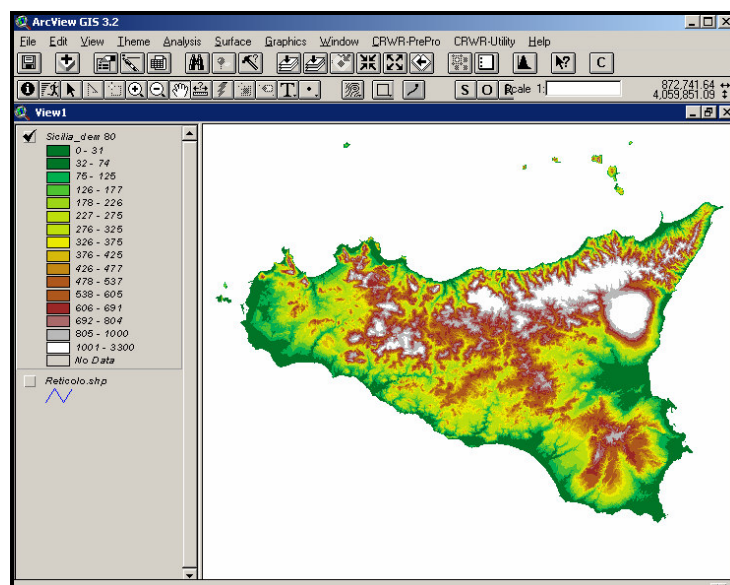 ArcView GIS 3.2
File Edit View Theme Analysis Surface Graphics Window CRWR-PrePro CRWR-Utility Help
C
T S O R Scale 1: 872,741.64
4,059,851.09
View1
Sicilia_dem 80
0 - 31
32 - 74
75 - 125
126 - 177
178 - 226
227 - 275
276 - 325
326 - 375
376 - 425
426 - 477
478 - 537
538 - 605
606 - 691
692 - 804
805 - 1000
1001 - 3300
No Data
Reticolo.shp